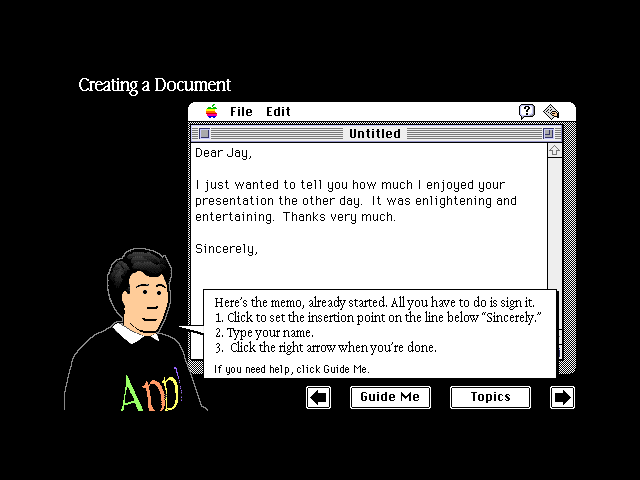 Creating a Document
File Edit
Untitled
Dear Jay,
I just wanted to tell you how much I enjoyed your
presentation the other day. It was enlightening and
entertaining. Thanks very much.
Sincerely,
Here's the memo, already started. All you have to do is sign it.
1. Click to set the insertion point on the line below “Sincerely.”
2. Type your name.
3. Click the right arrow when you're done.
If you need help, click Guide Me.
Appl
Guide Me Topics